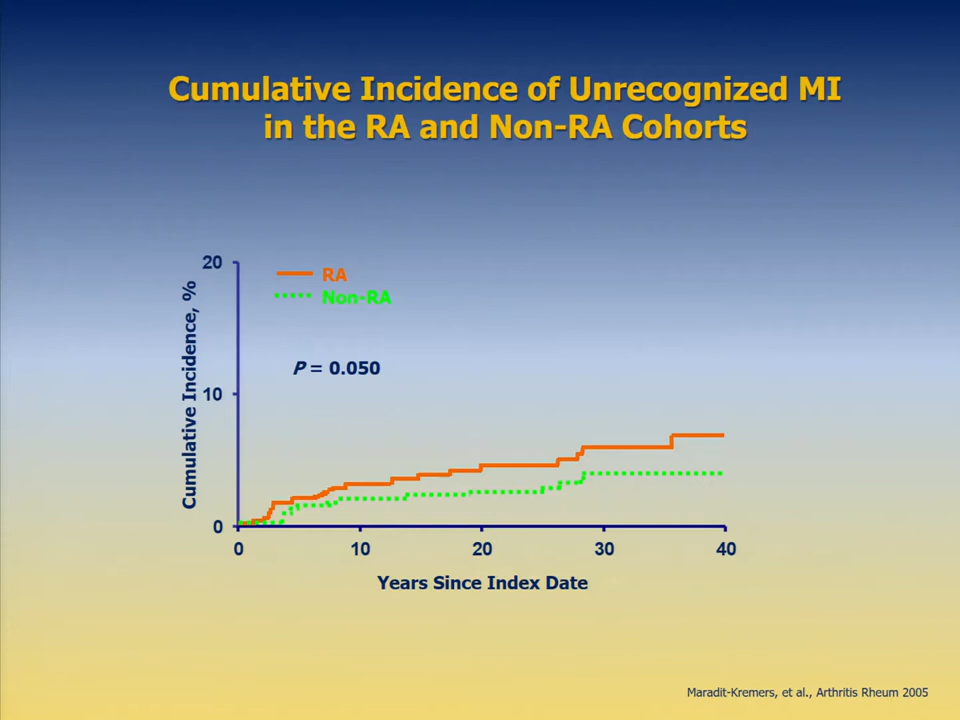 Cumulative Incidence of Unrecognized MI
in the RA and Non-RA Cohorts
20
RA
Non-RA
P = 0.050
10
Cumulative Incidence, %
0
0 10 20 30 40
Years Since Index Date
Maradit-Kremers, et al., Arthritis Rheum 2005